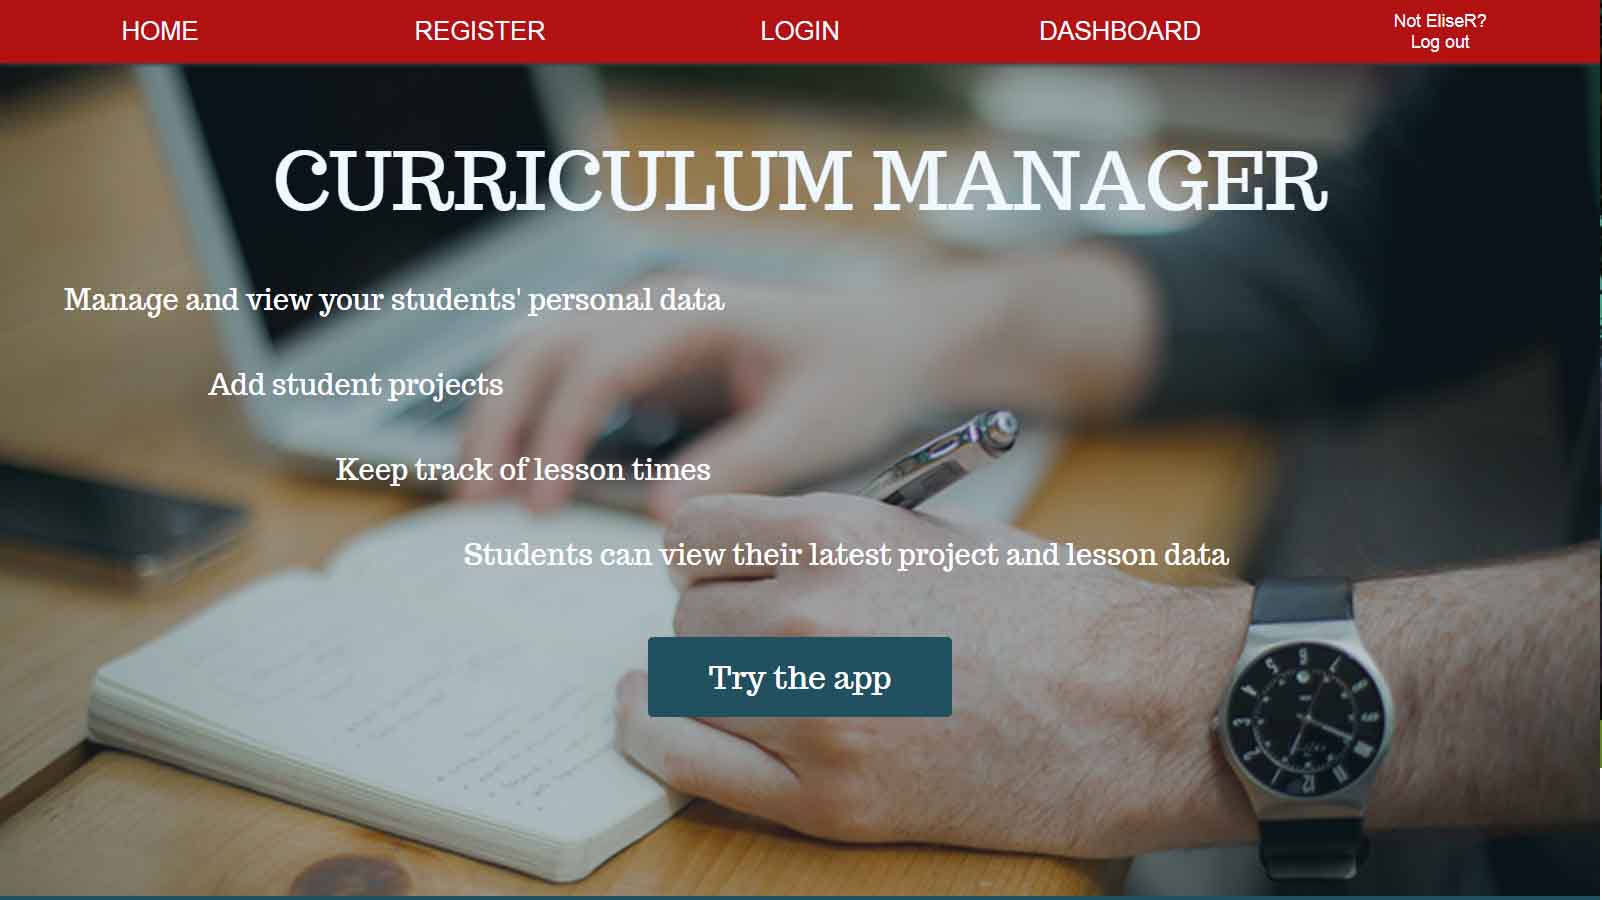 HOME
REGISTER
LOGIN
DASHBOARD
Not EliseR?
Log out
CURRICULUM MANAGER
Manage and view your students' personal data
Add student projects
Keep track of lesson times
Students can view their latest project and lesson data
Try the app